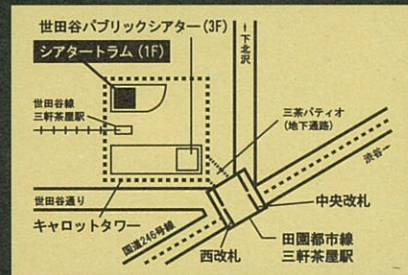 世田谷パブリックシアター(3F)
シアタートラム(1F)
↑下北沢
世田谷線
三軒茶屋駅
三茶パティオ
(地下通路)
渋谷→
世田谷通り
キャロットタワー
国道246号線
中央改札
西改札
田園都市線
三軒茶屋駅